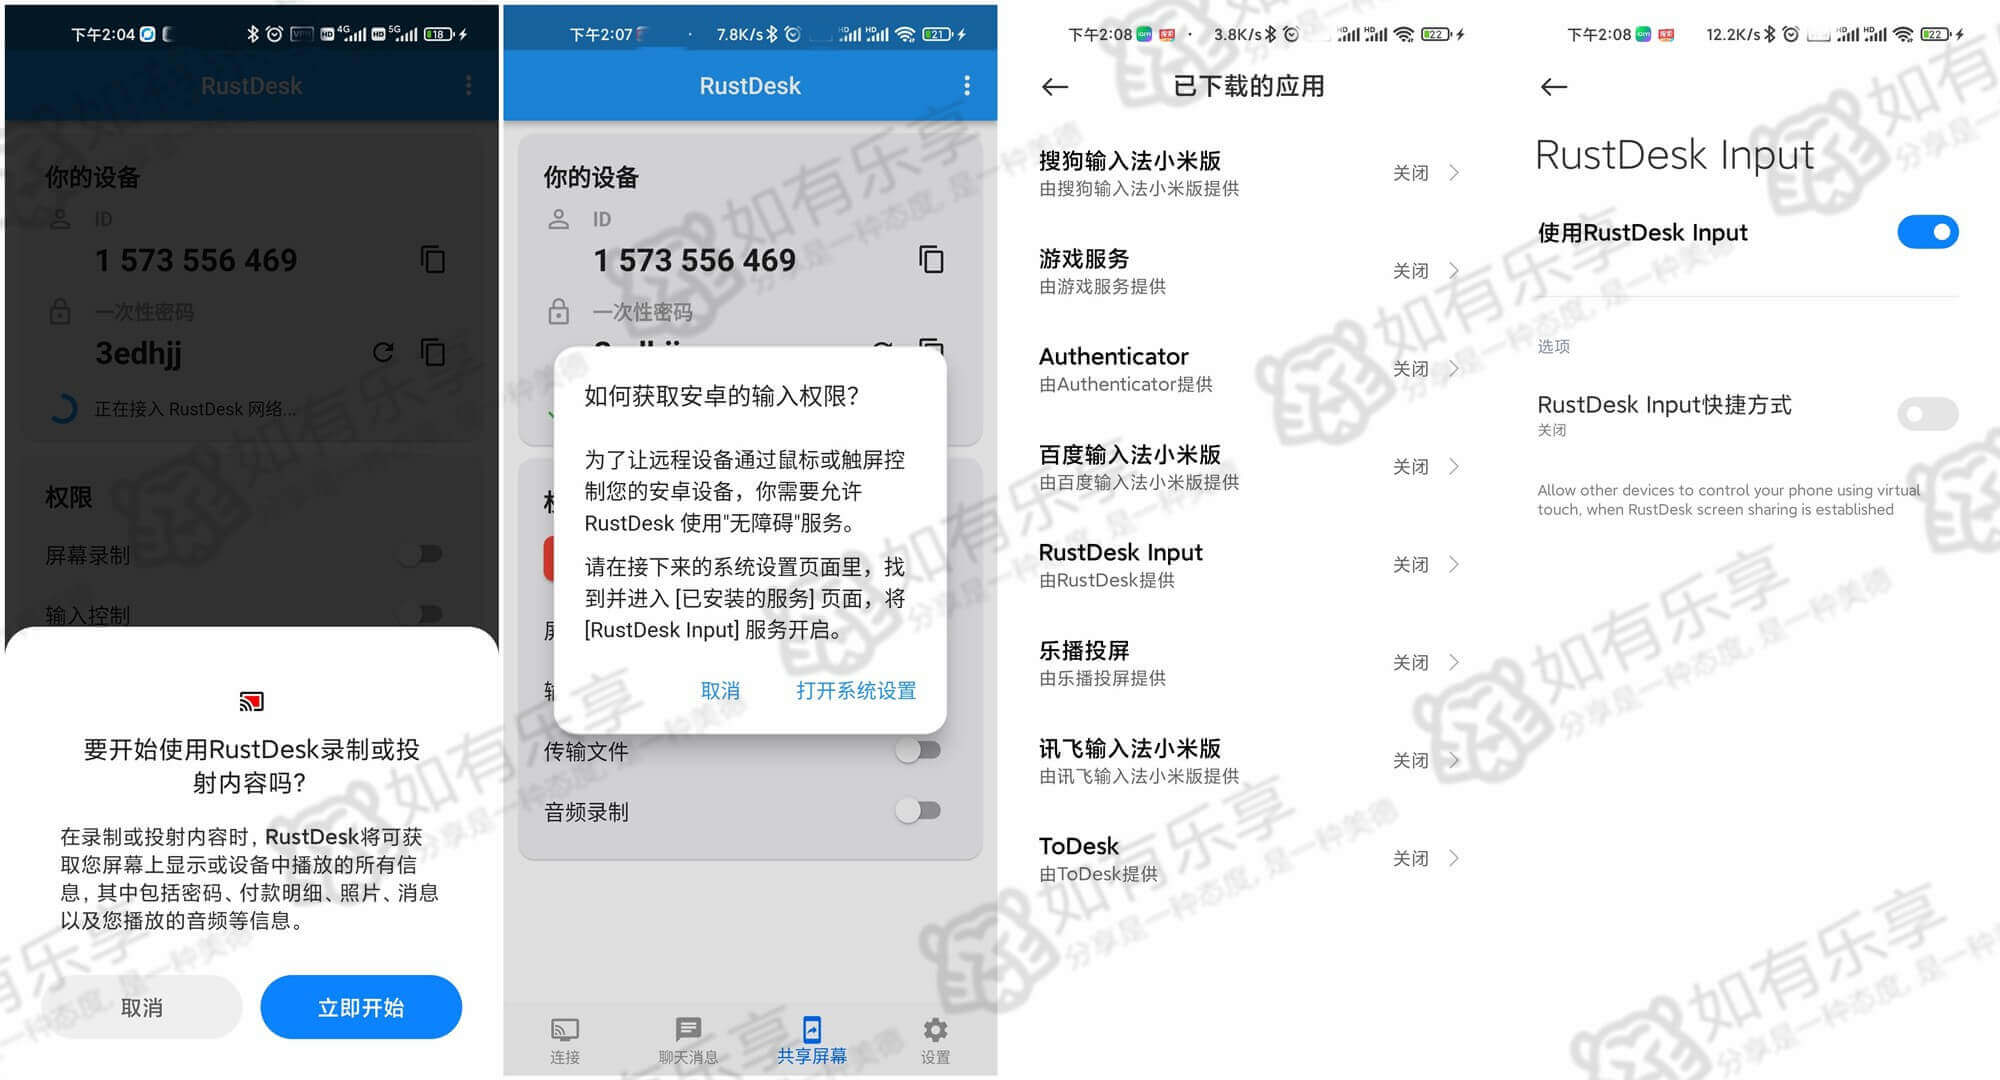 下午2:04
4G
5G
18
RustDesk
你的设备
ID
1 573 556 469
一次性密码
3edhjj
正在接入 RustDesk 网络...
权限
屏幕录制
输入控制
要开始使用RustDesk录制或投
射内容吗?
在录制或投射内容时，RustDesk将可获
取您屏幕上显示或设备中播放的所有信
息，其中包括密码、付款明细、照片、消息
以及您播放的音频等信息。
取消
立即开始
下午2:07
7.8K/s
21
RustDesk
你的设备
ID
1 573 556 469
一次性密码
如何获取安卓的输入权限?
为了让远程设备通过鼠标或触屏控
制您的安卓设备，你需要允许
RustDesk 使用"无障碍"服务。
请在接下来的系统设置页面里，找
到并进入 [已安装的服务] 页面，将
[RustDesk Input] 服务开启。
取消
打开系统设置
传输文件
音频录制
连接
聊天消息
共享屏幕
设置
下午2:08
3.8K/s
22
已下载的应用
搜狗输入法小米版
由搜狗输入法小米版提供
关闭
游戏服务
由游戏服务提供
关闭
Authenticator
由Authenticator提供
关闭
百度输入法小米版
由百度输入法小米版提供
关闭
RustDesk Input
由RustDesk提供
关闭
乐播投屏
由乐播投屏提供
关闭
讯飞输入法小米版
由讯飞输入法小米版提供
关闭
ToDesk
由ToDesk提供
关闭
下午2:08
12.2K/s
22
RustDesk Input
使用RustDesk Input
选项
RustDesk Input快捷方式
关闭
Allow other devices to control your phone using virtual
touch, when RustDesk screen sharing is established
如有乐享
分享是一种态度，是一种美德